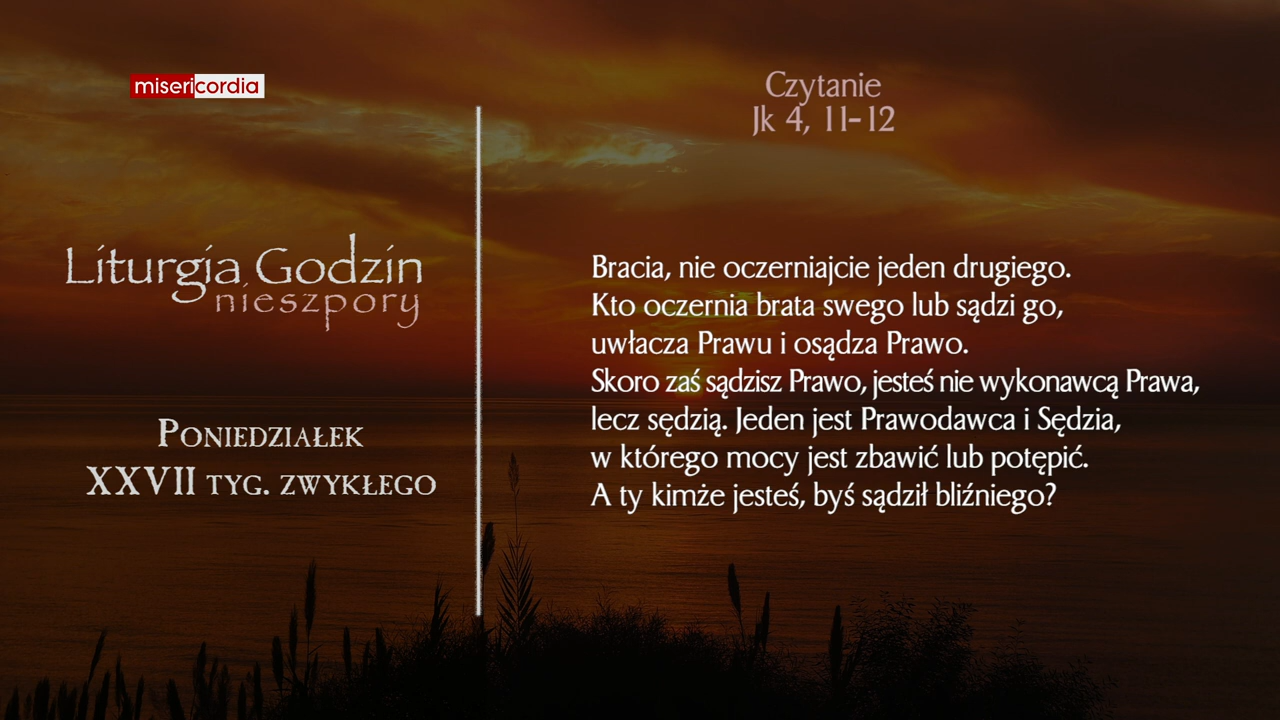 misericordia
Liturgia Godzin
nieszpory
Poniedziałek
XXVII tyg. zwykłego
Czytanie
Jk 4, 11-12
Bracia, nie oczerniajcie jeden drugiego.
Kto oczernia brata swego lub sądzi go,
uwłacza Prawu i osądza Prawo.
Skoro zaś sądzisz Prawo, jesteś nie wykonawcą Prawa,
lecz sędzią. Jeden jest Prawodawca i Sędzia,
w którego mocy jest zbawić lub potępić.
A ty kimże jesteś, byś sądził bliźniego?